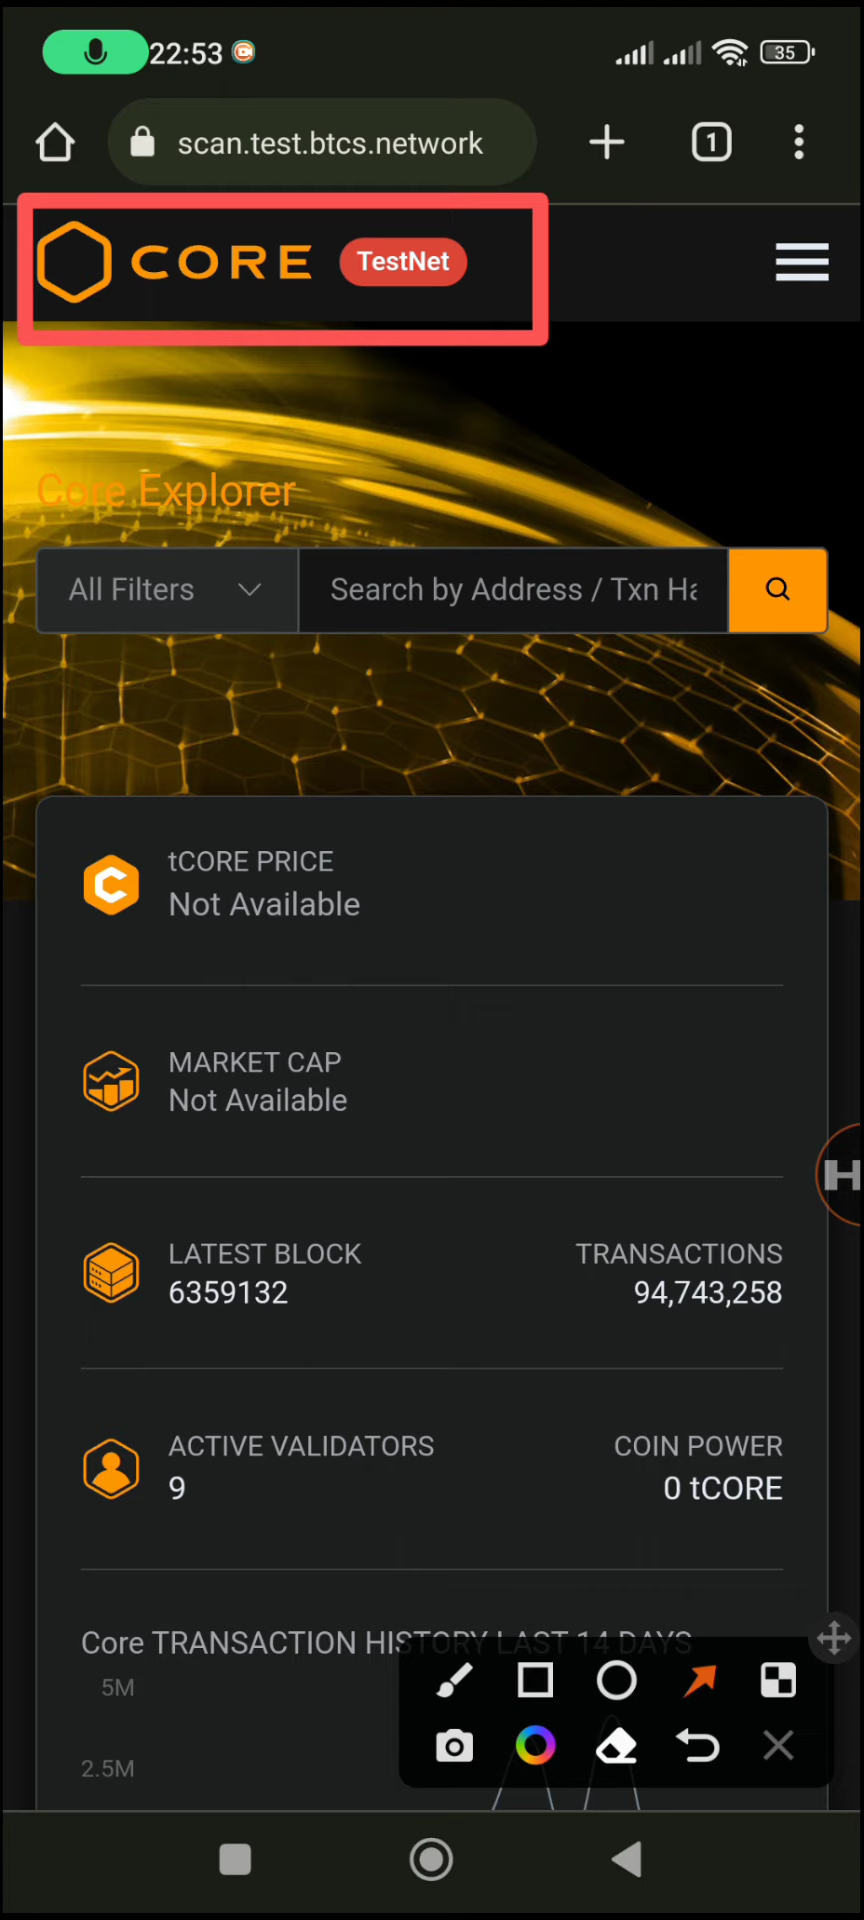 22:53
35
scan.test.btcs.network
1
CORE TestNet
Core Explorer
All Filters
Search by Address / Txn Ha
tCORE PRICE
Not Available
MARKET CAP
Not Available
LATEST BLOCK TRANSACTIONS
6359132 94,743,258
ACTIVE VALIDATORS COIN POWER
9 0 tCORE
Core TRANSACTION HISTORY LAST 14 DAYS
5M
2.5M